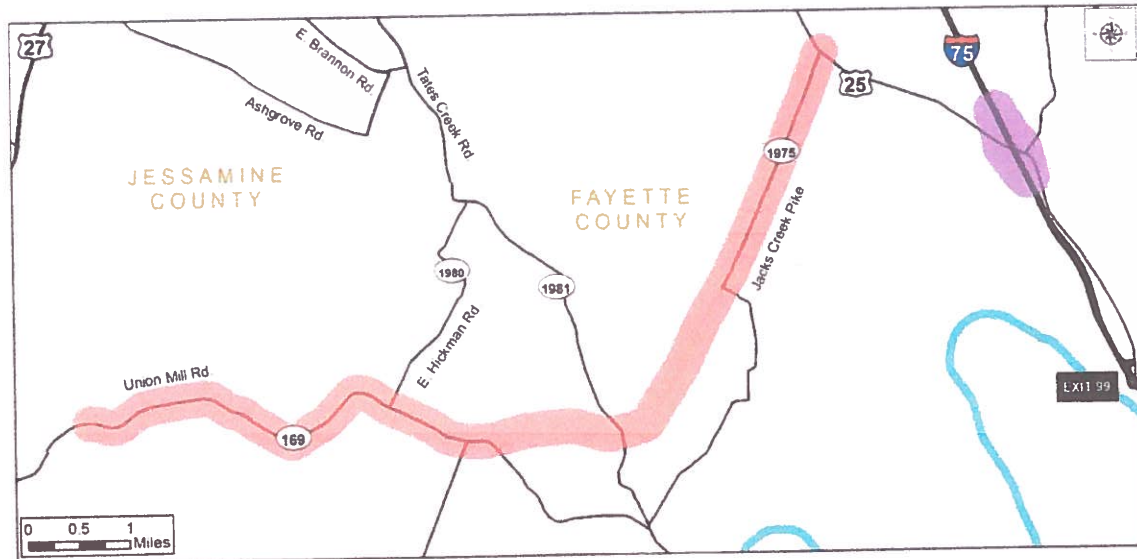 27
E. Brannon Rd.
Ashgrove Rd.
Tates Creek Rd.
75
25
1975
JESSAMINE
COUNTY
FAYETTE
COUNTY
Jacks Creek Pike
1980
1981
E. Hickman Rd
Union Mill Rd.
169
EXIT 99
0 0.5 1
Miles